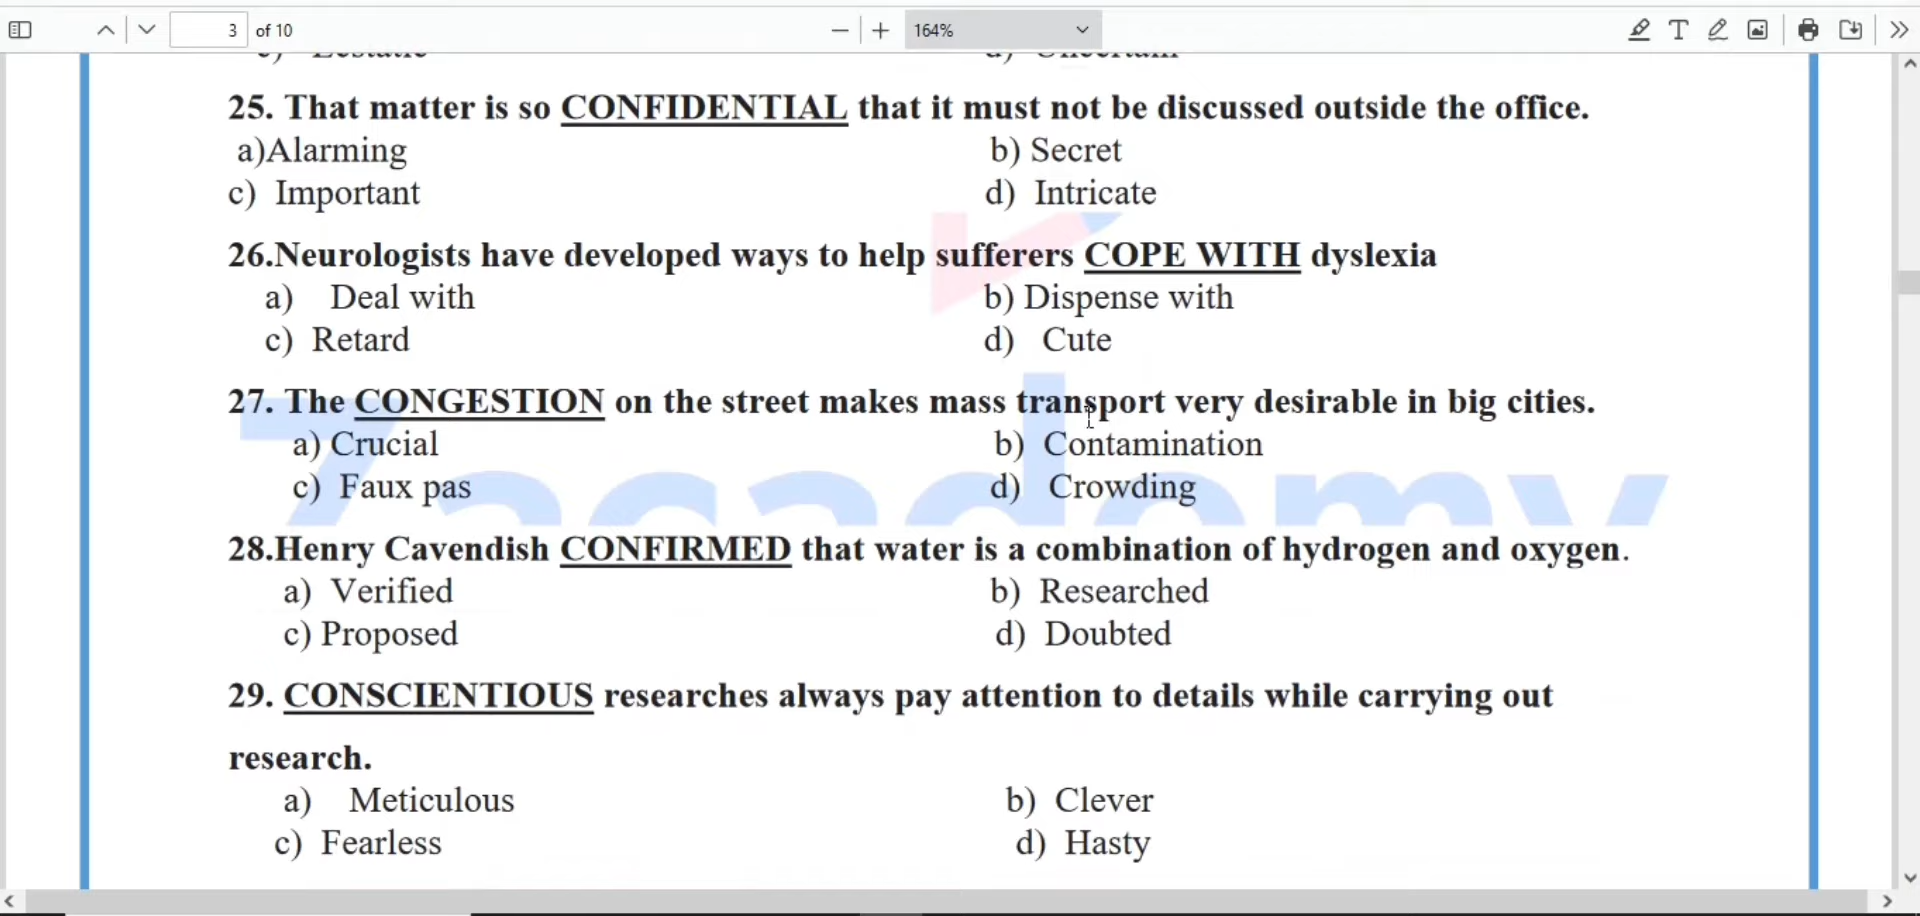 3 of 10
164%
c) Ecstatic d) Uncertain
25. That matter is so CONFIDENTIAL that it must not be discussed outside the office.
a)Alarming b) Secret
c) Important d) Intricate
26.Neurologists have developed ways to help sufferers COPE WITH dyslexia
a) Deal with b) Dispense with
c) Retard d) Cute
27. The CONGESTION on the street makes mass transport very desirable in big cities.
a) Crucial b) Contamination
c) Faux pas d) Crowding
28.Henry Cavendish CONFIRMED that water is a combination of hydrogen and oxygen.
a) Verified b) Researched
c) Proposed d) Doubted
29. CONSCIENTIOUS researches always pay attention to details while carrying out
research.
a) Meticulous b) Clever
c) Fearless d) Hasty
7academy